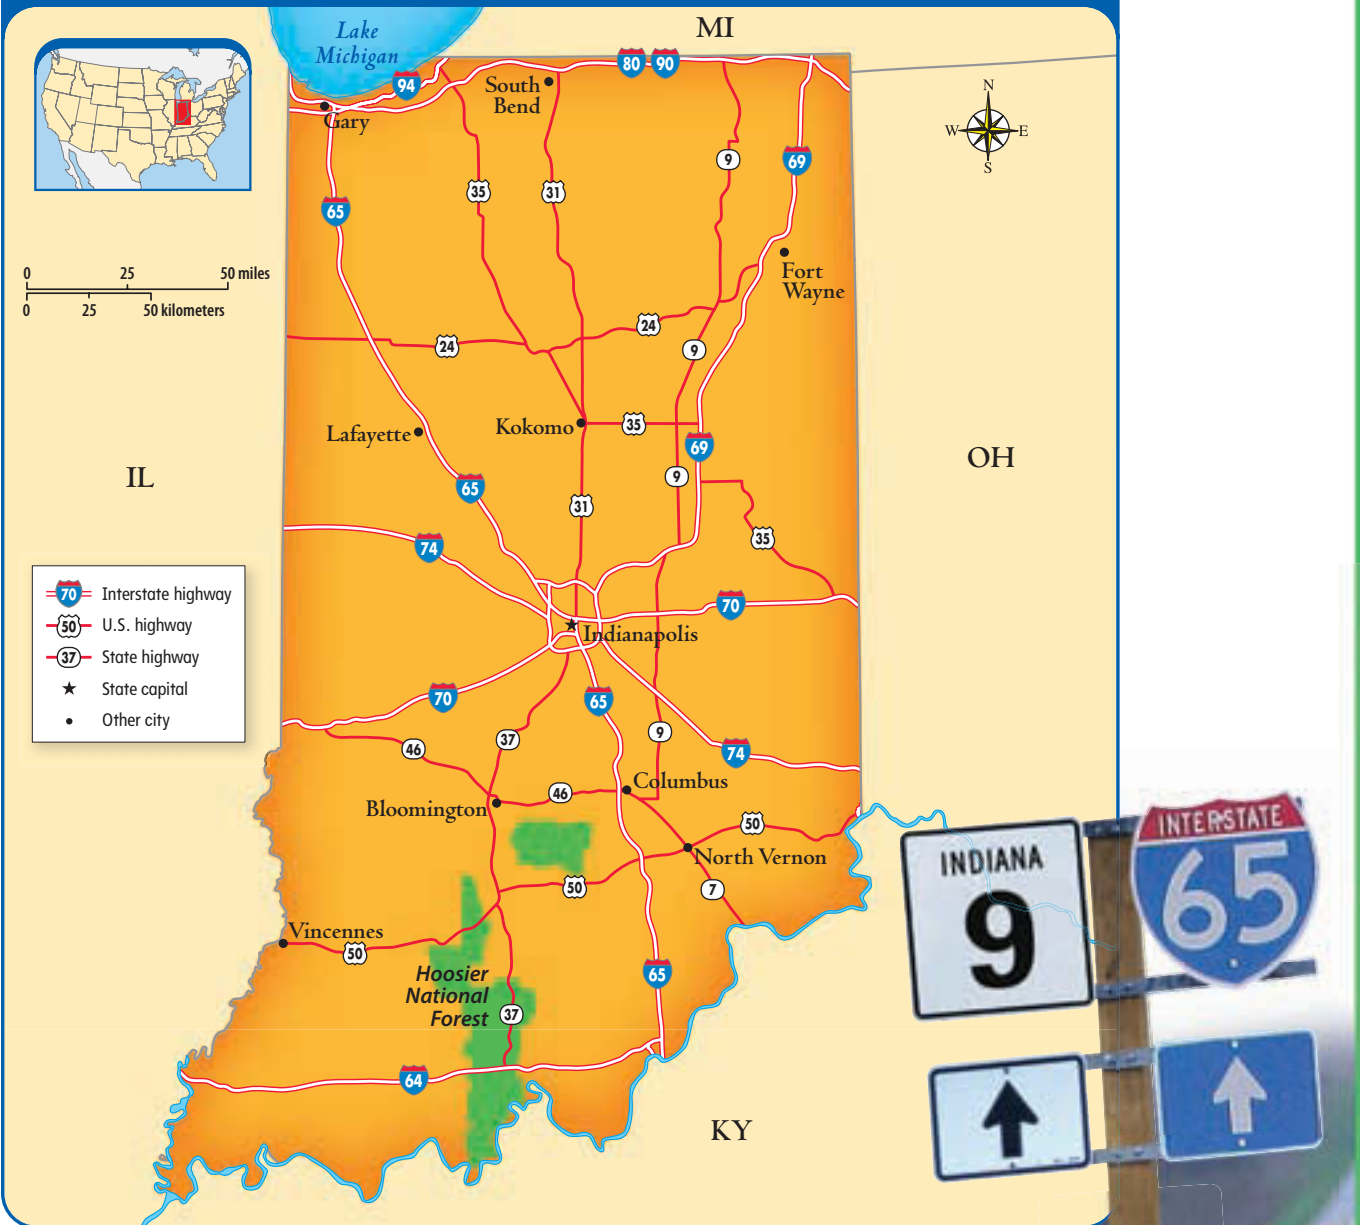 MI
Lake
Michigan
80
90
94
South
Bend
Gary
N
W
E
S
9
69
35
31
65
Fort
Wayne
0
25
50 miles
0
25
50 kilometers
24
24
9
Lafayette
Kokomo
35
69
OH
IL
9
65
31
35
74
70
Interstate highway
50
U.S. highway
37
State highway
State capital
Other city
70
Indianapolis
70
65
9
37
46
74
Columbus
46
Bloomington
50
North Vernon
50
7
Vincennes
50
Hoosier
National
Forest
65
37
64
KY
INDIANA
9
INTERSTATE
65